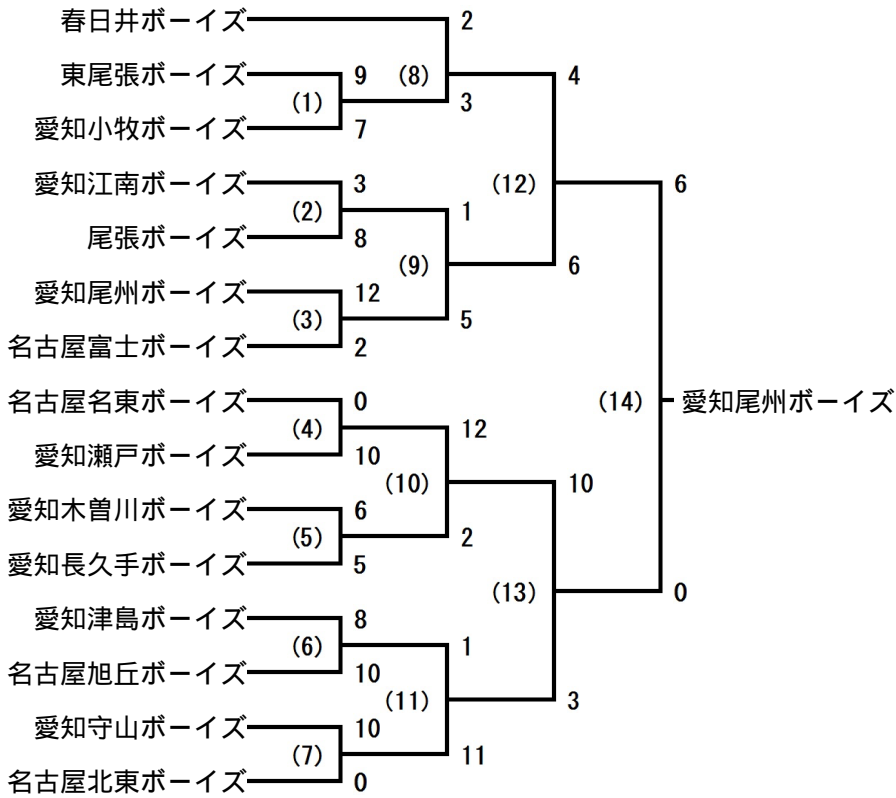 春日井ボーイズ 2
東尾張ボーイズ 9 (8) 4
(1) 3
愛知小牧ボーイズ 7
愛知江南ボーイズ 3 (12) 6
(2) 1
尾張ボーイズ 8
(9) 6
愛知尾州ボーイズ 12
(3) 5
名古屋富士ボーイズ 2
名古屋名東ボーイズ 0 (14) 愛知尾州ボーイズ
(4) 12
愛知瀬戸ボーイズ 10
(10) 10
愛知木曽川ボーイズ 6
(5) 2
愛知長久手ボーイズ 5
(13) 0
愛知津島ボーイズ 8
(6) 1
名古屋旭丘ボーイズ 10
(11) 3
愛知守山ボーイズ 10
(7) 11
名古屋北東ボーイズ 0